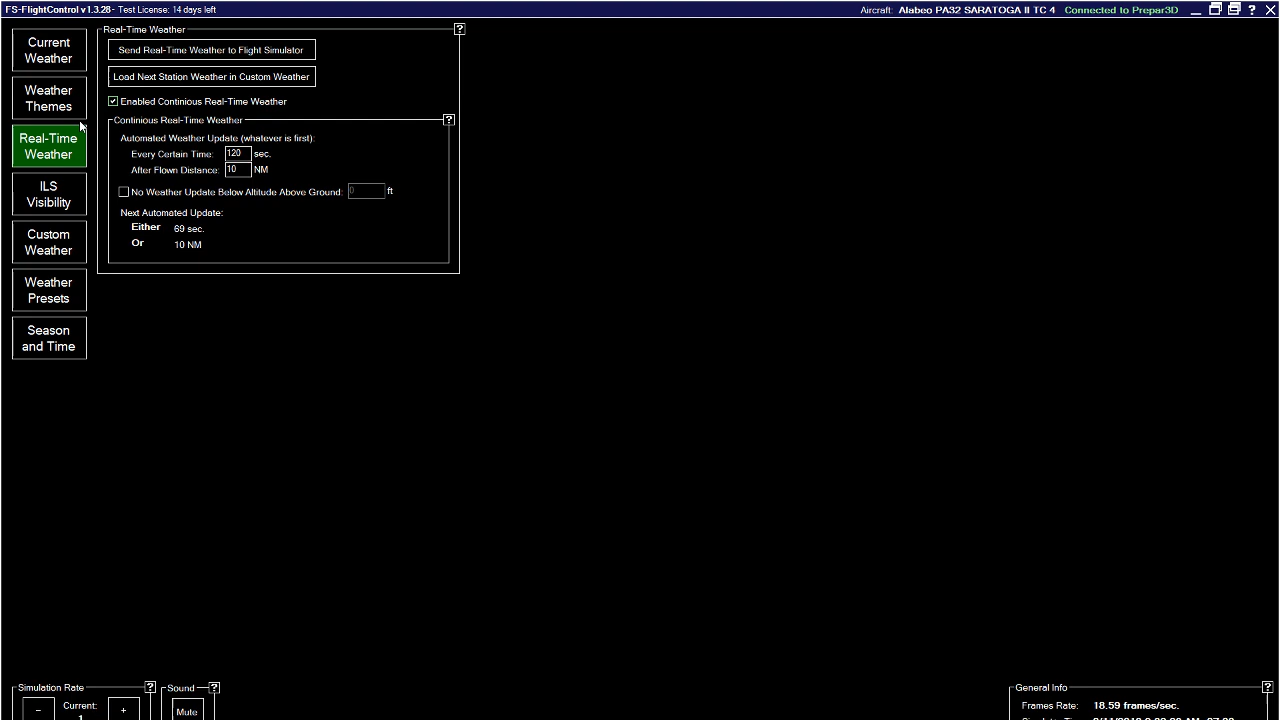 FS-FlightControl v1.3.28 - Test License: 14 days left
Aircraft: Alabeo PA32 SARATOGA II TC 4 Connected to Prepar3D
?
Current
Weather
Weather
Themes
Real-Time
Weather
ILS
Visibility
Custom
Weather
Weather
Presets
Season
and Time
Real-Time Weather
?
Send Real-Time Weather to Flight Simulator
Load Next Station Weather in Custom Weather
Enabled Continious Real-Time Weather
Continious Real-Time Weather
?
Automated Weather Update (whatever is first):
Every Certain Time: 120 sec.
After Flown Distance: 10 NM
No Weather Update Below Altitude Above Ground: 0 ft
Next Automated Update:
Either 69 sec.
Or 10 NM
Simulation Rate ?
- Current: +
1
Sound ?
Mute
General Info ?
Frames Rate: 18.59 frames/sec.